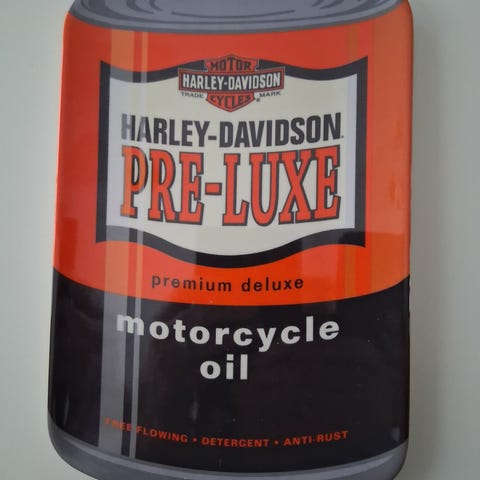 MOTOR
HARLEY-DAVIDSON
TRADE MARK
CYCLES®
HARLEY-DAVIDSON
PRE-LUXE
premium deluxe
motorcycle
oil
FREE FLOWING • DETERGENT • ANTI-RUST